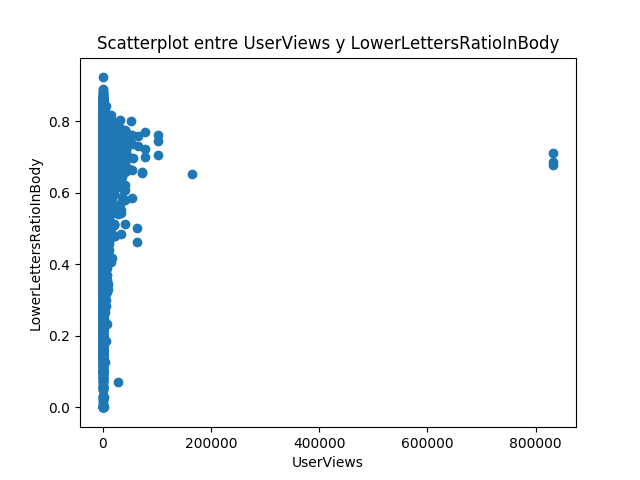 Scatterplot entre UserViews y LowerLettersRatioInBody
LowerLettersRatioInBody
0.8
0.6
0.4
0.2
0.0
0 200000 400000 600000 800000
UserViews